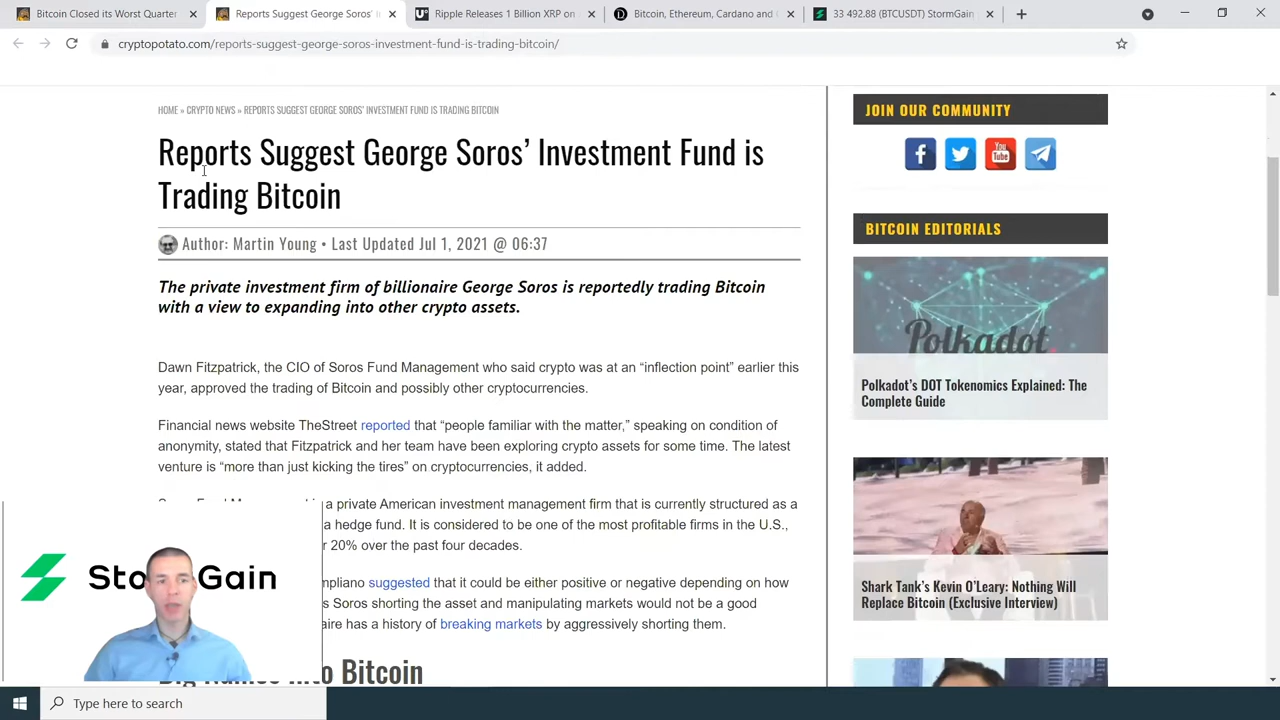 Bitcoin Closed its Worst Quarter
Reports Suggest George Soros' I
Ripple Releases 1 Billion XRP on
Bitcoin, Ethereum, Cardano and
33 492.88 (BTCUSDT) StormGain
cryptopotato.com/reports-suggest-george-soros-investment-fund-is-trading-bitcoin/
HOME » CRYPTO NEWS » REPORTS SUGGEST GEORGE SOROS' INVESTMENT FUND IS TRADING BITCOIN
Reports Suggest George Soros' Investment Fund is
Trading Bitcoin
Author: Martin Young • Last Updated Jul 1, 2021 @ 06:37
The private investment firm of billionaire George Soros is reportedly trading Bitcoin
with a view to expanding into other crypto assets.
Dawn Fitzpatrick, the CIO of Soros Fund Management who said crypto was at an “inflection point” earlier this
year, approved the trading of Bitcoin and possibly other cryptocurrencies.
Financial news website TheStreet reported that “people familiar with the matter,” speaking on condition of
anonymity, stated that Fitzpatrick and her team have been exploring crypto assets for some time. The latest
venture is “more than just kicking the tires” on cryptocurrencies, it added.
a private American investment management firm that is currently structured as a
a hedge fund. It is considered to be one of the most profitable firms in the U.S.,
r 20% over the past four decades.
mpliano suggested that it could be either positive or negative depending on how
s Soros shorting the asset and manipulating markets would not be a good
aire has a history of breaking markets by aggressively shorting them.
Into Bitcoin
JOIN OUR COMMUNITY
You
Tube
BITCOIN EDITORIALS
Polkadot.
Polkadot's DOT Tokenomics Explained: The
Complete Guide
Shark Tank's Kevin O'Leary: Nothing Will
Replace Bitcoin (Exclusive Interview)
Sto Gain
Type here to search